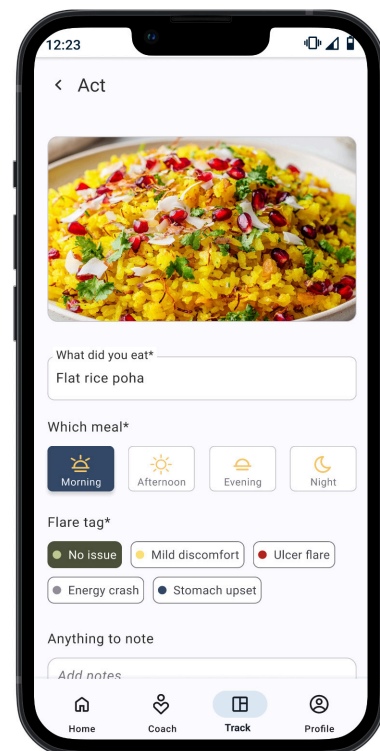 12:23
Act
What did you eat*
Flat rice poha
Which meal*
Morning Afternoon Evening Night
Flare tag*
No issue Mild discomfort Ulcer flare
Energy crash Stomach upset
Anything to note
Add notes
Home Coach Track Profile